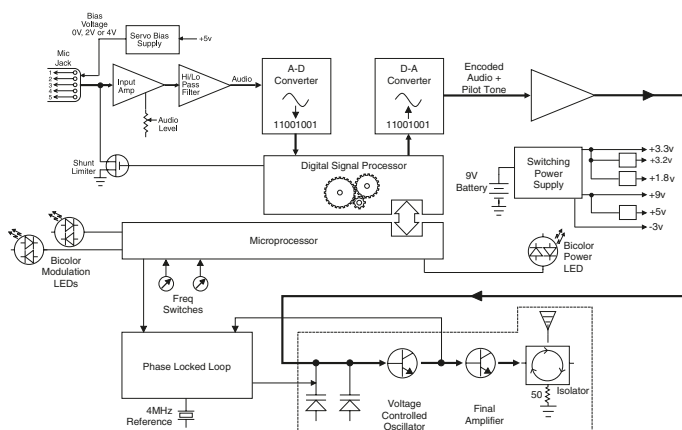 Bias
Voltage
0V, 2V or 4V
Servo Bias
Supply
+5v
Mic
Jack
1
2
3
4
5
Input
Amp
Hi/Lo
Pass
Filter
Audio
Audio
Level
A-D
Converter
11001001
D-A
Converter
11001001
Encoded
Audio +
Pilot Tone
Shunt
Limiter
Digital Signal Processor
9V
Battery
Switching
Power
Supply
+3.3v
+3.2v
+1.8v
+9v
+5v
-3v
Microprocessor
Bicolor
Modulation
LEDs
Freq
Switches
Bicolor
Power
LED
Phase Locked Loop
4MHz
Reference
Voltage
Controlled
Oscillator
Final
Amplifier
50
Isolator